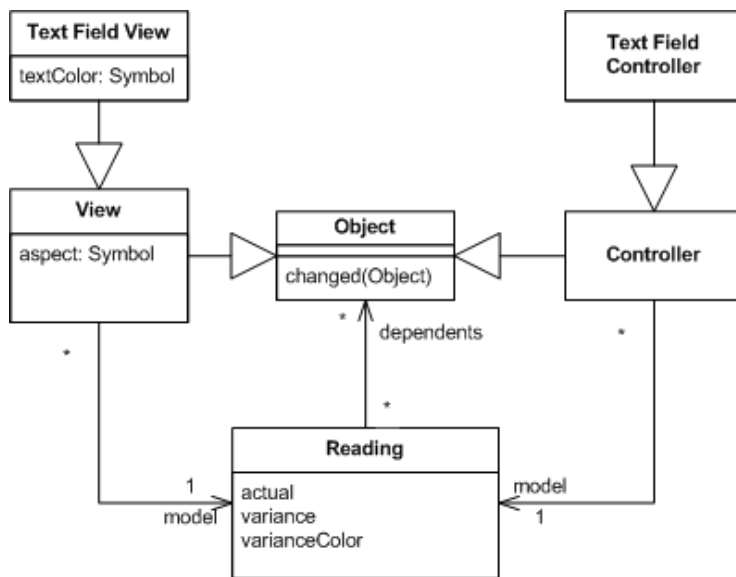 Text Field View
textColor: Symbol
Text Field
Controller
View
aspect: Symbol
Object
changed(Object)
Controller
*
*
dependents
*
*
Reading
actual
variance
varianceColor
1
model
model
1